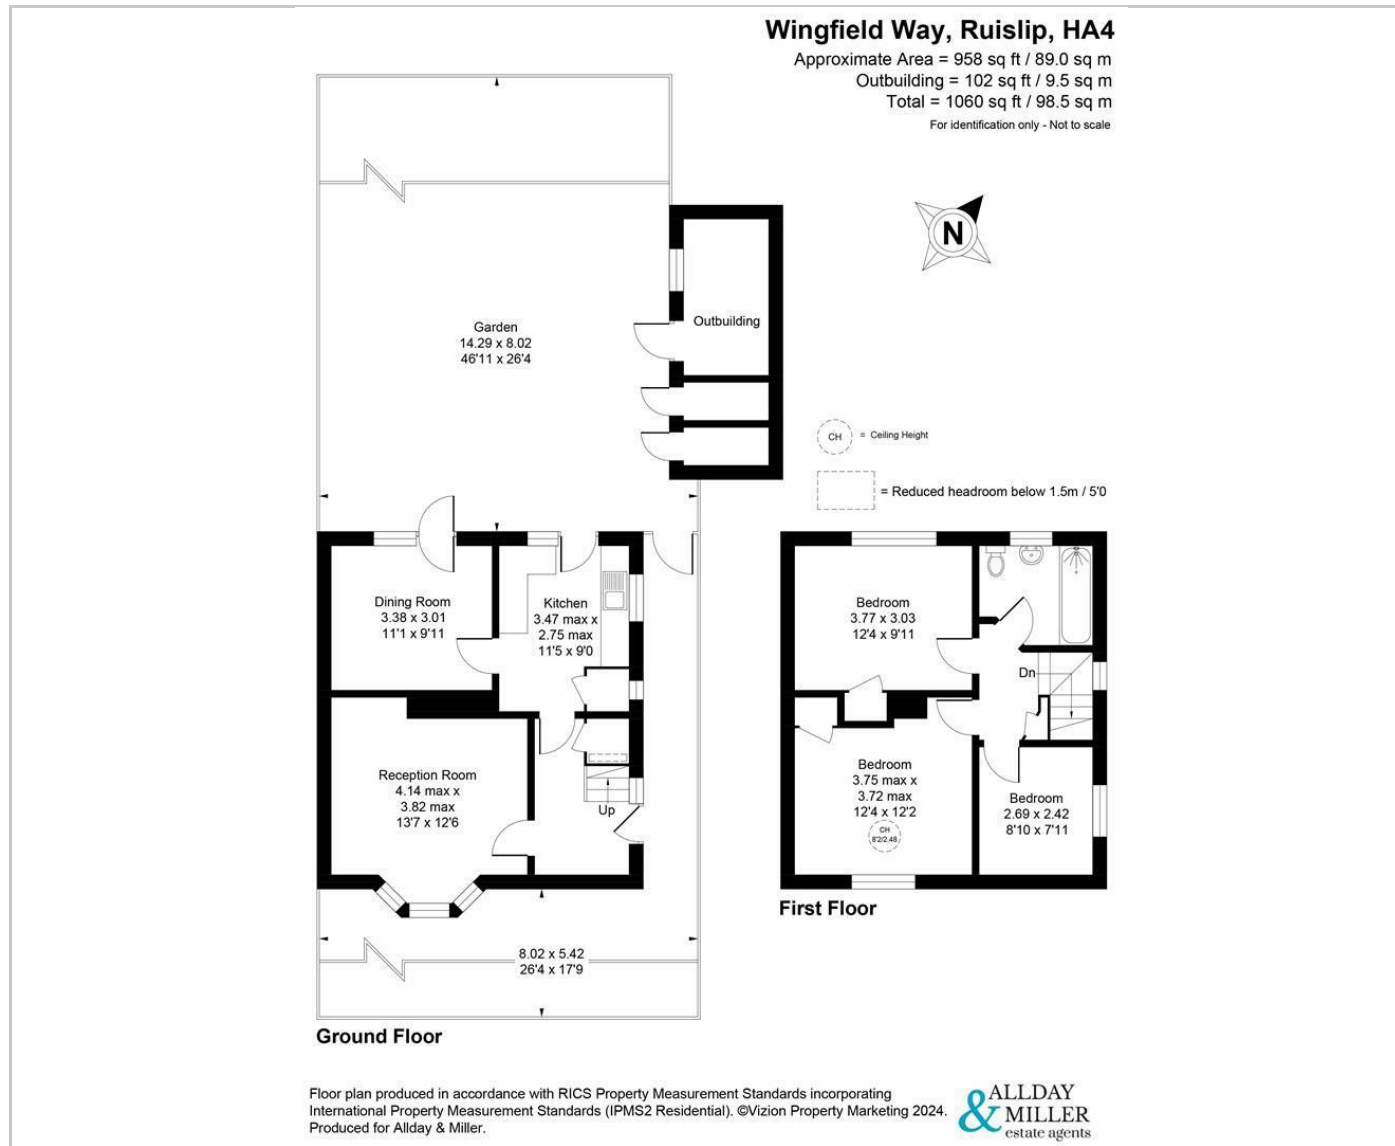 Wingfield Way, Ruislip, HA4
Approximate Area = 958 sq ft / 89.0 sq m
Outbuilding = 102 sq ft / 9.5 sq m
Total = 1060 sq ft / 98.5 sq m
For identification only - Not to scale
N
Garden
14.29 x 8.02
46'11 x 26'4
Outbuilding
CH = Ceiling Height
= Reduced headroom below 1.5m / 5'0
Dining Room
3.38 x 3.01
11'1 x 9'11
Kitchen
3.47 max x
2.75 max
11'5 x 9'0
Reception Room
4.14 max x
3.82 max
13'7 x 12'6
Up
8.02 x 5.42
26'4 x 17'9
Ground Floor
Bedroom
3.77 x 3.03
12'4 x 9'11
Dn
Bedroom
3.75 max x
3.72 max
12'4 x 12'2
CH
8'2/2.48
Bedroom
2.69 x 2.42
8'10 x 7'11
First Floor
Floor plan produced in accordance with RICS Property Measurement Standards incorporating
International Property Measurement Standards (IPMS2 Residential). ©Vizion Property Marketing 2024.
Produced for Allday & Miller.
ALLDAY
& MILLER
estate agents